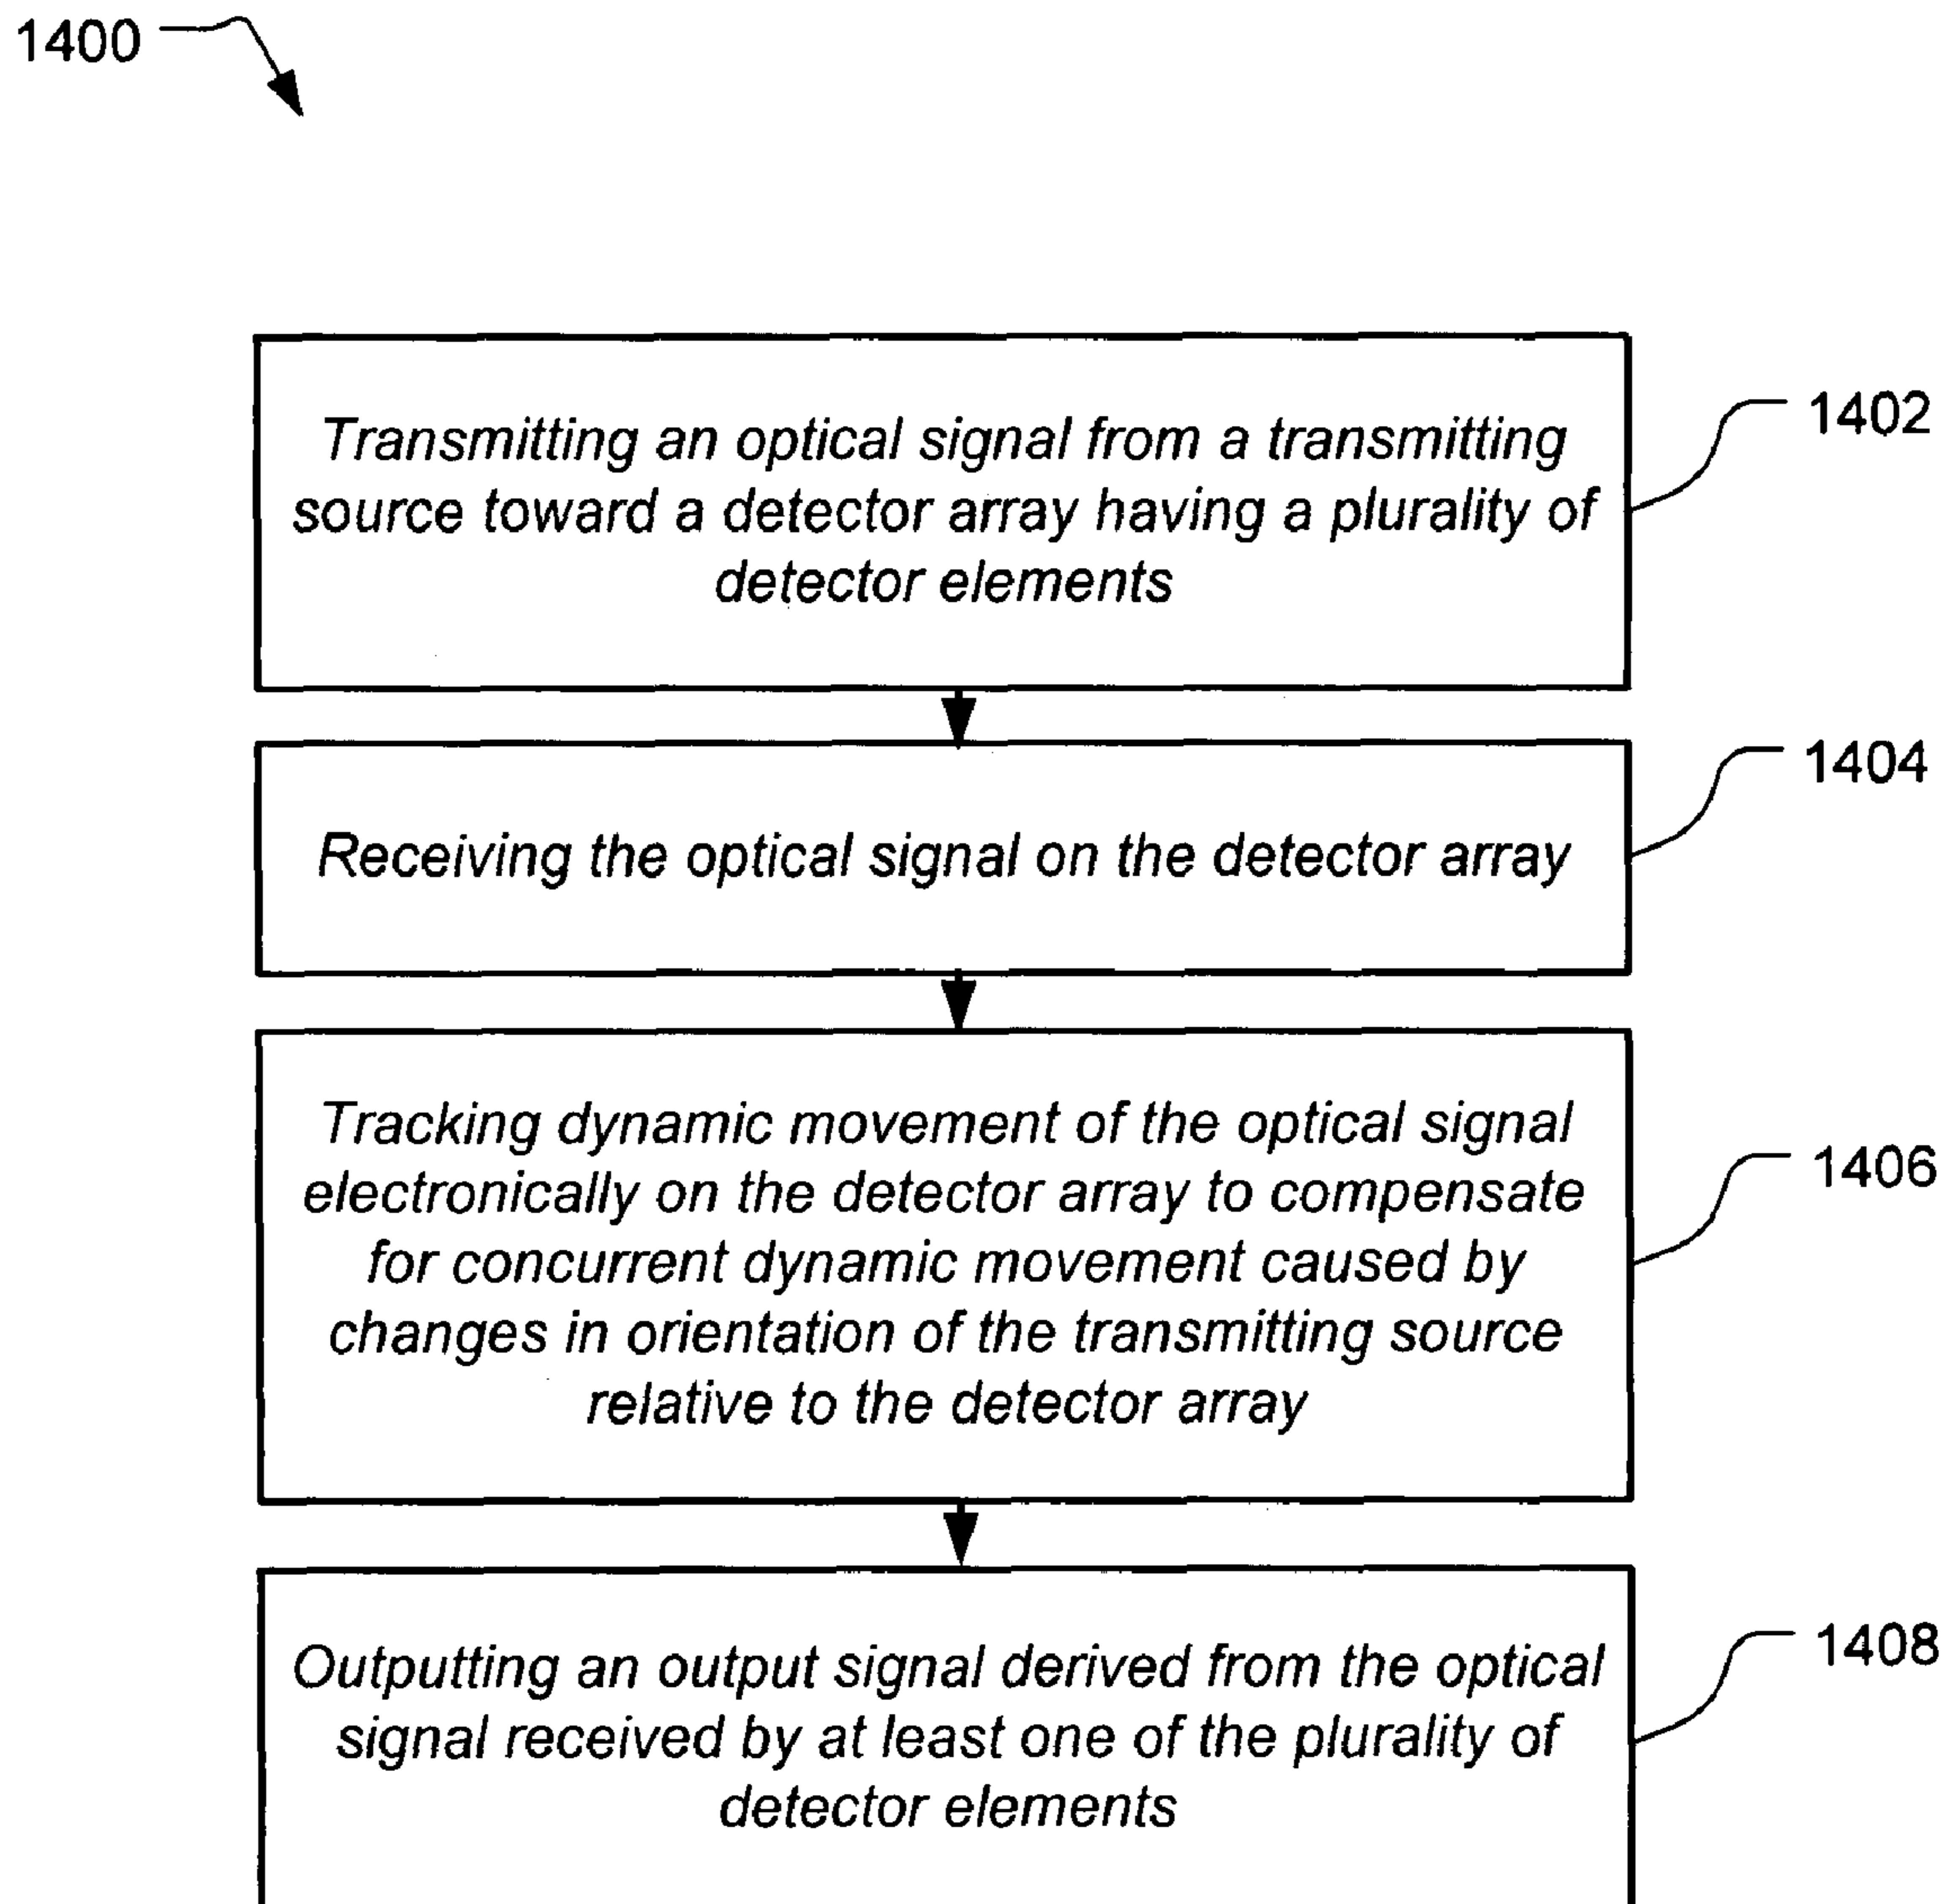 1400
Transmitting an optical signal from a transmitting
source toward a detector array having a plurality of
detector elements
1402
Receiving the optical signal on the detector array
1404
Tracking dynamic movement of the optical signal
electronically on the detector array to compensate
for concurrent dynamic movement caused by
changes in orientation of the transmitting source
relative to the detector array
1406
Outputting an output signal derived from the optical
signal received by at least one of the plurality of
detector elements
1408